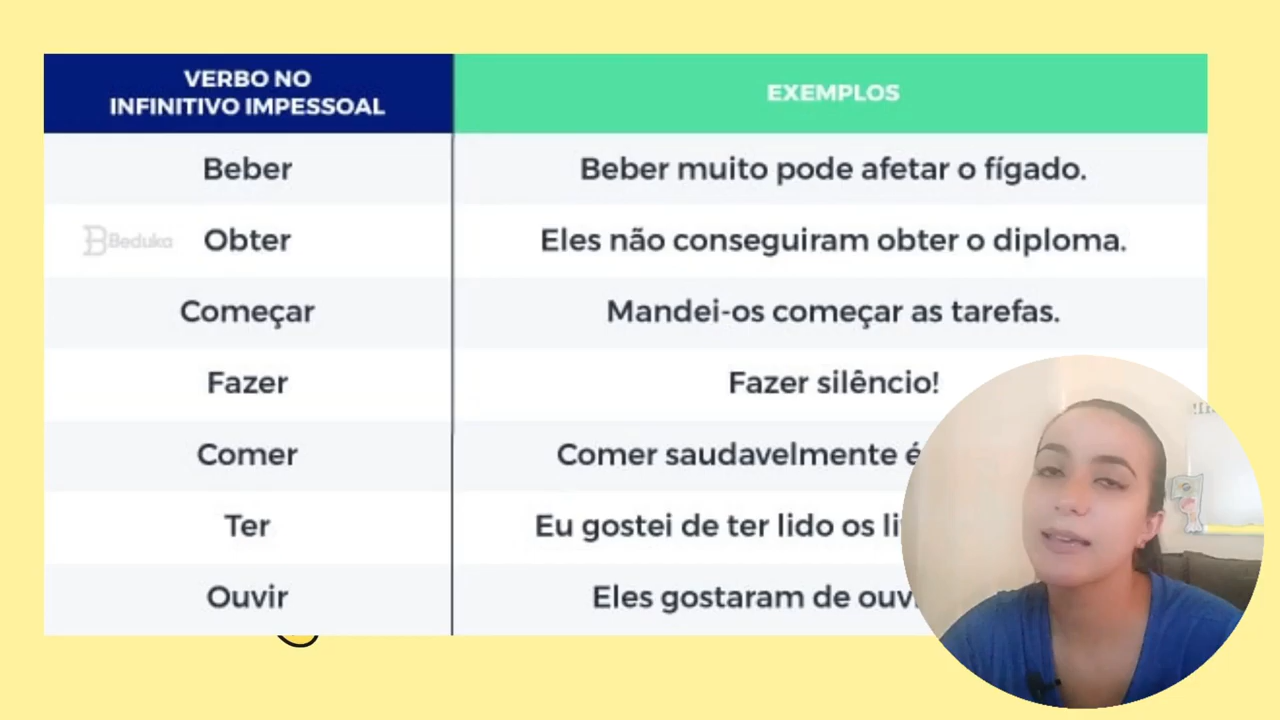 VERBO NO
INFINITIVO IMPESSOAL
EXEMPLOS
Beber
Beber muito pode afetar o fígado.
Beduka
Obter
Eles não conseguiram obter o diploma.
Começar
Mandei-os começar as tarefas.
Fazer
Fazer silêncio!
Comer
Comer saudavelmente é
Ter
Eu gostei de ter lido os
Ouvir
Eles gostaram de